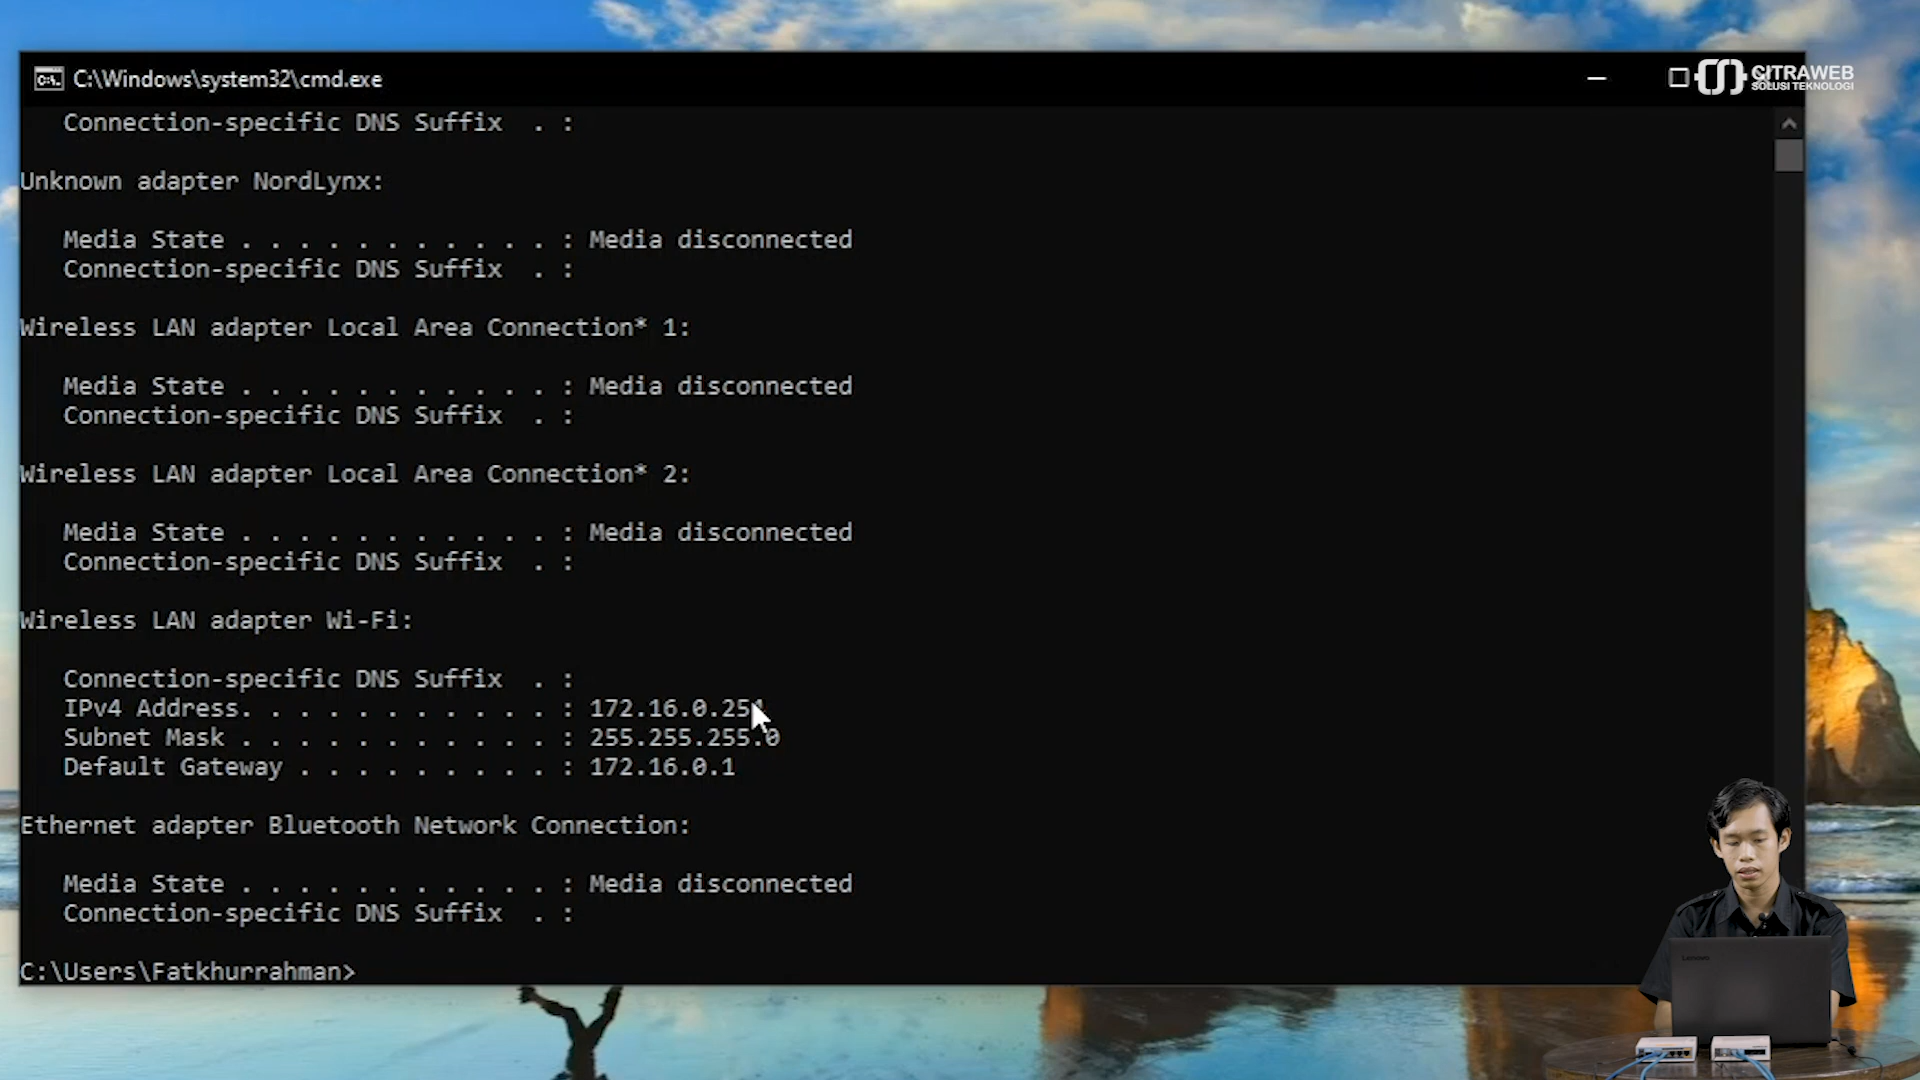 C:\Windows\system32\cmd.exe
CITRAWEB
SOLUSI TEKNOLOGI
Connection-specific DNS Suffix . :
Unknown adapter NordLynx:
Media State . . . . . . . . . . . : Media disconnected
Connection-specific DNS Suffix . :
Wireless LAN adapter Local Area Connection* 1:
Media State . . . . . . . . . . . : Media disconnected
Connection-specific DNS Suffix . :
Wireless LAN adapter Local Area Connection* 2:
Media State . . . . . . . . . . . : Media disconnected
Connection-specific DNS Suffix . :
Wireless LAN adapter Wi-Fi:
Connection-specific DNS Suffix . :
IPv4 Address. . . . . . . . . . . : 172.16.0.254
Subnet Mask . . . . . . . . . . . : 255.255.255.0
Default Gateway . . . . . . . . . : 172.16.0.1
Ethernet adapter Bluetooth Network Connection:
Media State . . . . . . . . . . . : Media disconnected
Connection-specific DNS Suffix . :
C:\Users\Fatkhurrahman>
Lenovo